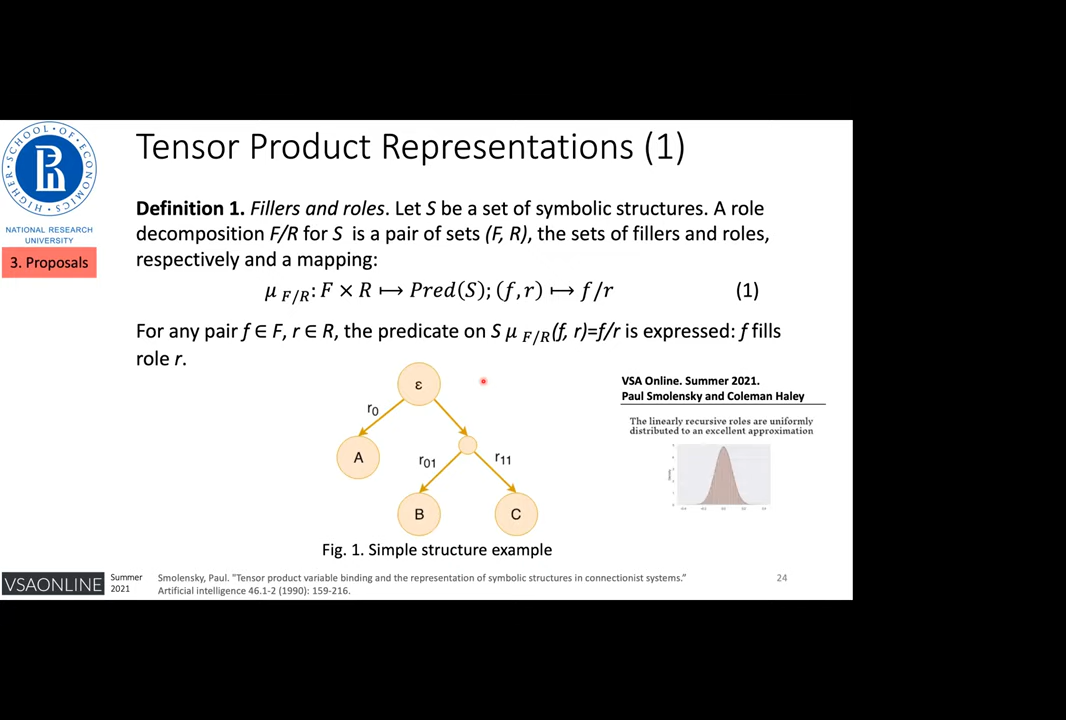 HIGHER · SCHOOL · OF · ECONOMICS
NATIONAL RESEARCH
UNIVERSITY
3. Proposals
Tensor Product Representations (1)
Definition 1. Fillers and roles. Let S be a set of symbolic structures. A role
decomposition F/R for S is a pair of sets (F, R), the sets of fillers and roles,
respectively and a mapping:
μ F/R: F × R ⟼ Pred(S); (f,r) ⟼ f/r (1)
For any pair f ∈ F, r ∈ R, the predicate on S μ F/R(f, r)=f/r is expressed: f fills
role r.
ε
r0
A
r01
r11
B
C
Fig. 1. Simple structure example
VSA Online. Summer 2021.
Paul Smolensky and Coleman Haley
The linearly recursive roles are uniformly
distributed to an excellent approximation
VSAONLINE
Summer
2021
Smolensky, Paul. "Tensor product variable binding and the representation of symbolic structures in connectionist systems."
Artificial intelligence 46.1-2 (1990): 159-216.
24